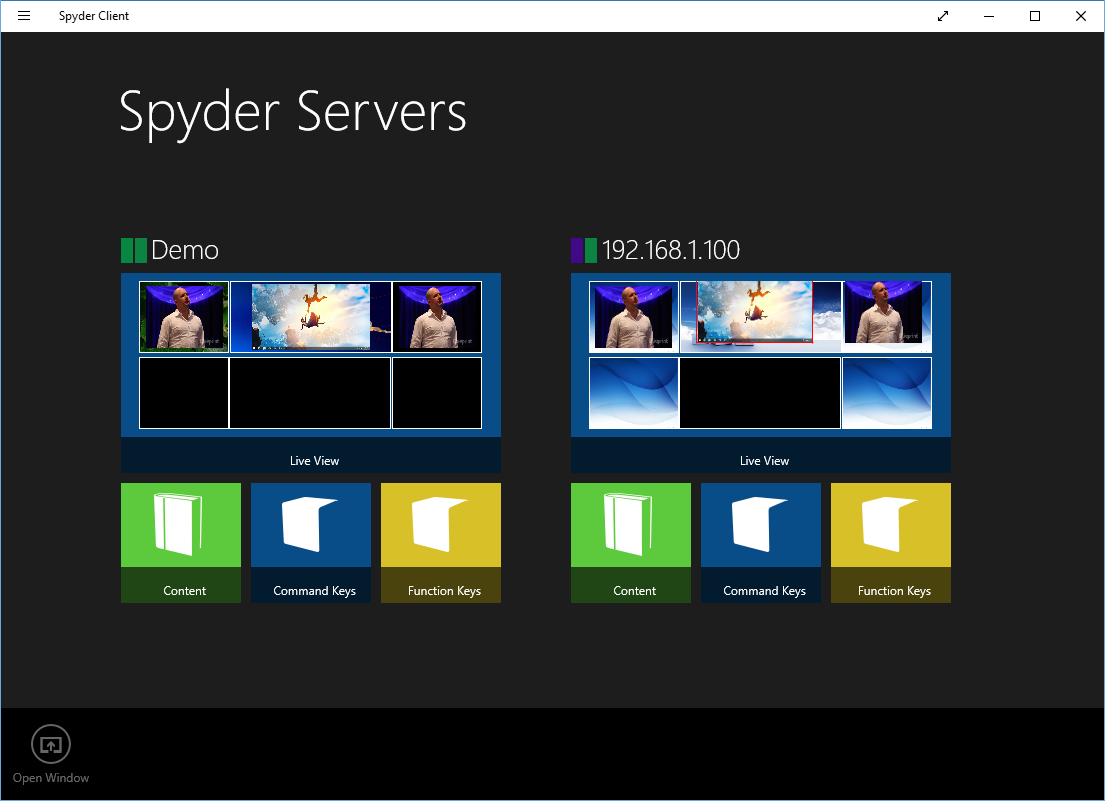 Spyder Client
Spyder Servers
Demo
192.168.1.100
Live View
Live View
Content
Command Keys
Function Keys
Content
Command Keys
Function Keys
Open Window